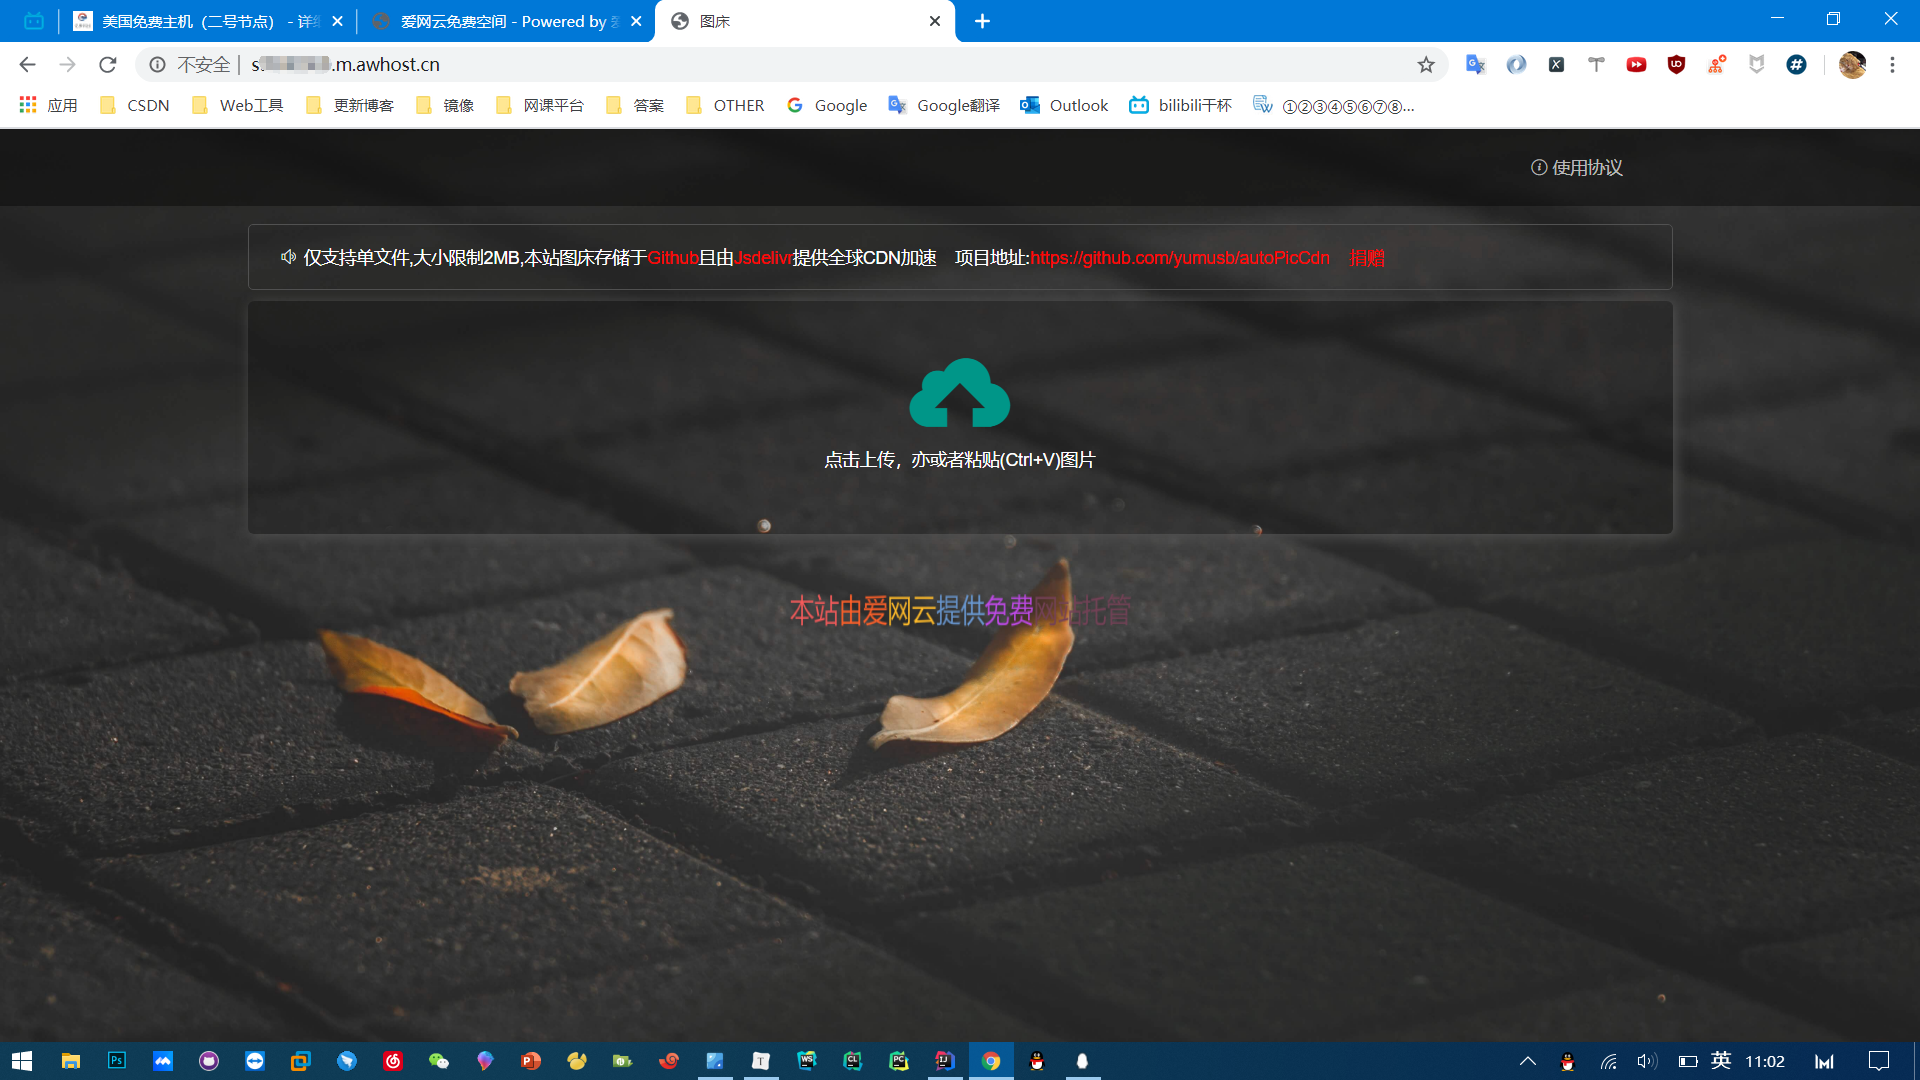 美国免费主机（二号节点） - 详细
爱网云免费空间 - Powered by 爱
图床
不安全
s
.m.awhost.cn
应用
CSDN
Web工具
更新博客
镜像
网课平台
答案
OTHER
Google
Google翻译
Outlook
bilibili干杯
①②③④⑤⑥⑦⑧...
使用协议
仅支持单文件,大小限制2MB,本站图床存储于Github且由Jsdelivr提供全球CDN加速 项目地址:https://github.com/yumusb/autoPicCdn 捐赠
点击上传，亦或者粘贴(Ctrl+V)图片
本站由爱网云提供免费网站托管
英
11:02